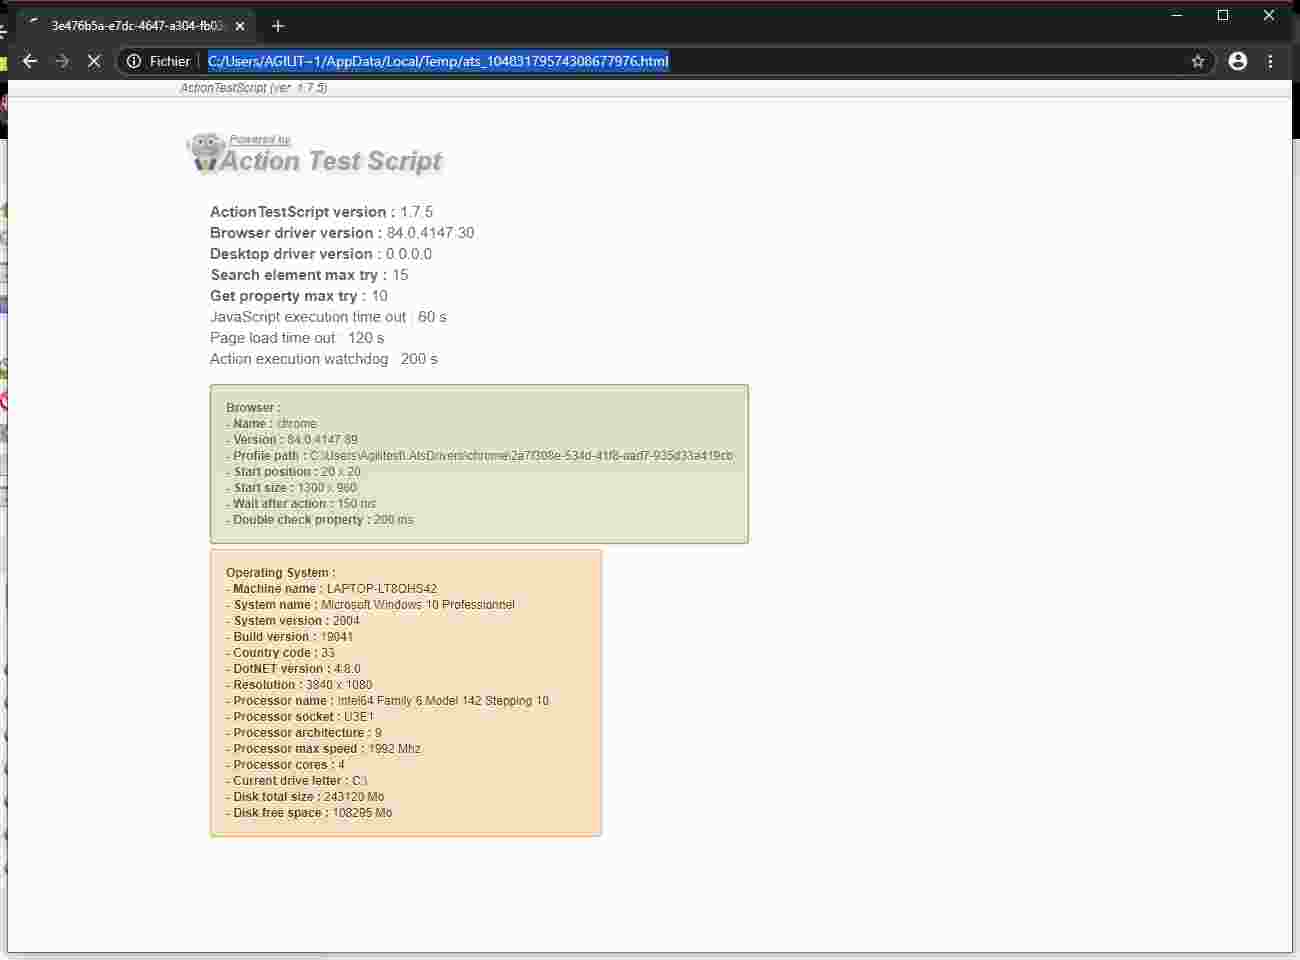 3e476b5a-e7dc-4647-a304-fb03
Fichier
C:/Users/AGILIT~1/AppData/Local/Temp/ats_10483179574308677976.html
ActionTestScript (ver. 1.7.5)
Powered by
Action Test Script
ActionTestScript version : 1.7.5
Browser driver version : 84.0.4147.30
Desktop driver version : 0.0.0.0
Search element max try : 15
Get property max try : 10
JavaScript execution time out : 60 s
Page load time out : 120 s
Action execution watchdog : 200 s
Browser :
- Name : chrome
- Version : 84.0.4147.89
- Profile path : C:\Users\Agilitest\.AtsDrivers\chrome\2a7f308e-534d-41f8-aad7-935d33a419cb
- Start position : 20 x 20
- Start size : 1300 x 960
- Wait after action : 150 ms
- Double check property : 200 ms
Operating System :
- Machine name : LAPTOP-LT8QHS42
- System name : Microsoft Windows 10 Professionnel
- System version : 2004
- Build version : 19041
- Country code : 33
- DotNET version : 4.8.0
- Resolution : 3840 x 1080
- Processor name : Intel64 Family 6 Model 142 Stepping 10
- Processor socket : U3E1
- Processor architecture : 9
- Processor max speed : 1992 Mhz
- Processor cores : 4
- Current drive letter : C:\
- Disk total size : 243120 Mo
- Disk free space : 108295 Mo